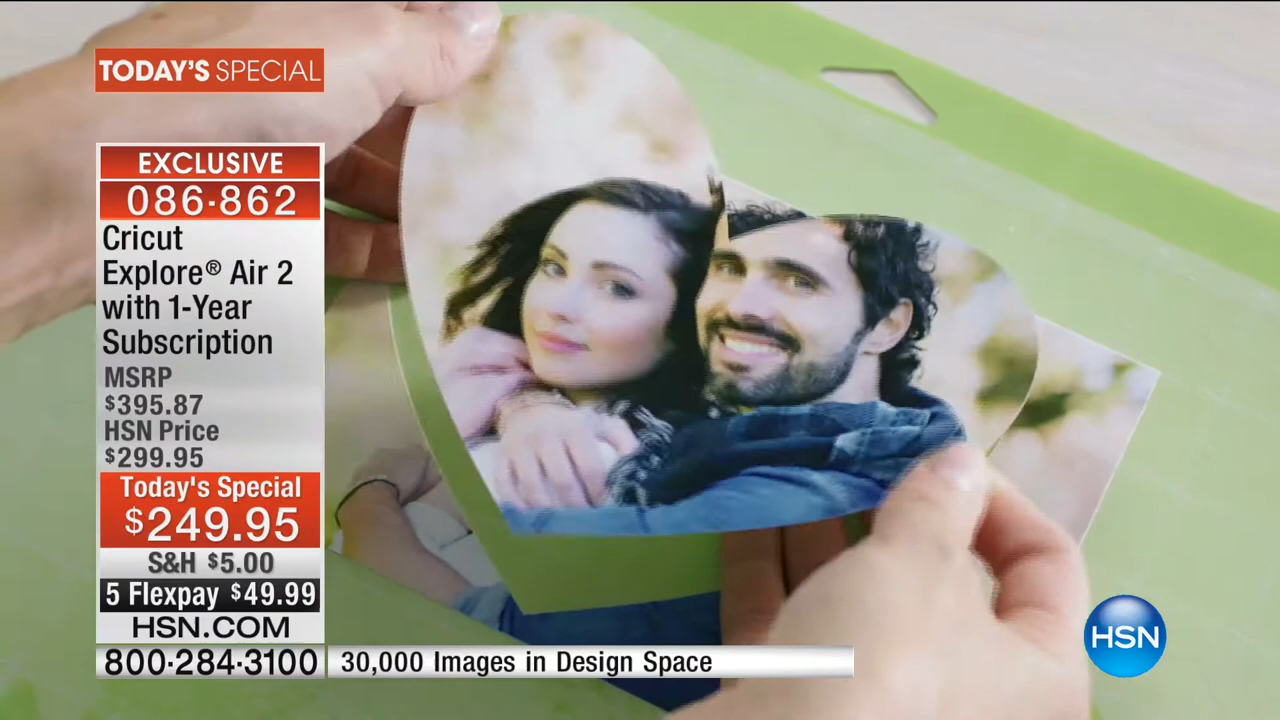 TODAY'S SPECIAL
EXCLUSIVE
086·862
Cricut
Explore® Air 2
with 1-Year
Subscription
MSRP
$395.87
HSN Price
$299.95
Today's Special
$249.95
S&H $5.00
5 Flexpay $49.99
HSN.COM
800·284·3100
30,000 Images in Design Space
HSN